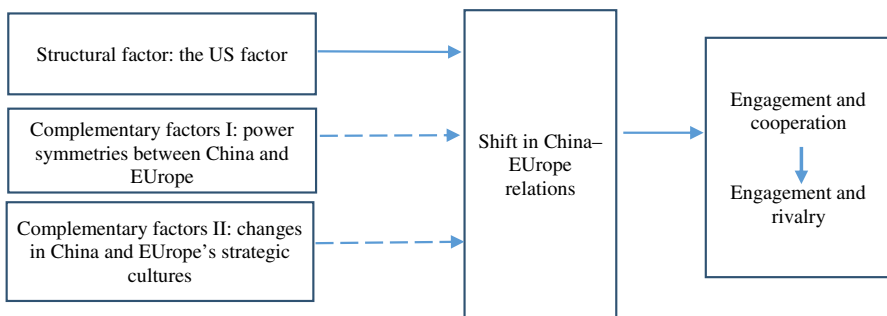 Structural factor: the US factor
Complementary factors I: power
symmetries between China and
EUrope
Complementary factors II: changes
in China and EUrope's strategic
cultures
Shift in China–
EUrope
relations
Engagement and
cooperation
Engagement and
rivalry